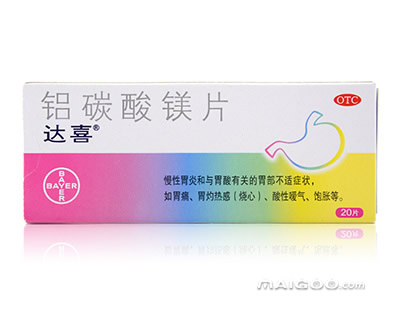 铝碳酸镁片
OTC
达喜®
BAYER
BAYER
慢性胃炎和与胃酸有关的胃部不适症状，
如胃痛、胃灼热感（烧心）、酸性嗳气、饱胀等。
20片
MAIGOO.COM